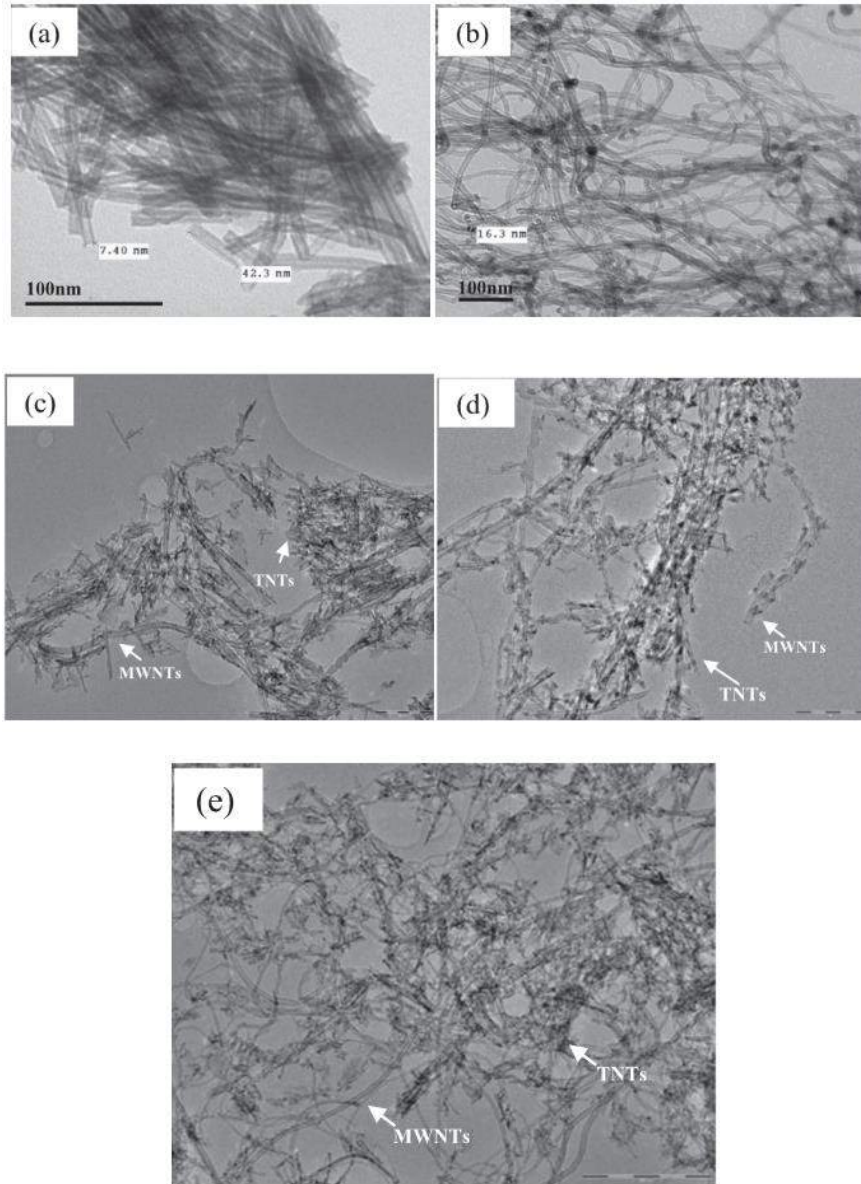 (a)
7.40 nm
42.3 nm
100nm
(b)
16.3 nm
100nm
(c)
TNTs
MWNTs
(d)
MWNTs
TNTs
(e)
TNTs
MWNTs